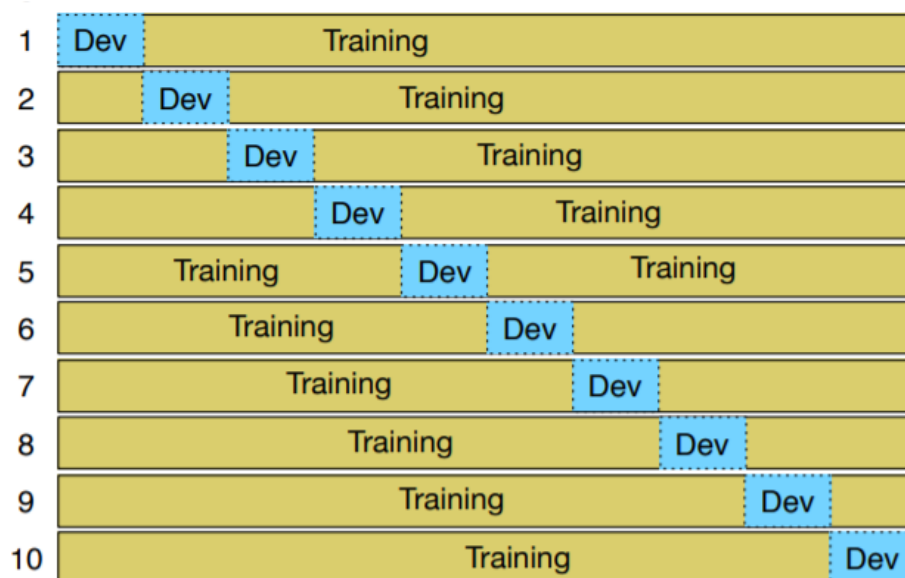 1 Dev Training
2 Dev Training
3 Dev Training
4 Dev Training
5 Training Dev Training
6 Training Dev
7 Training Dev
8 Training Dev
9 Training Dev
10 Training Dev